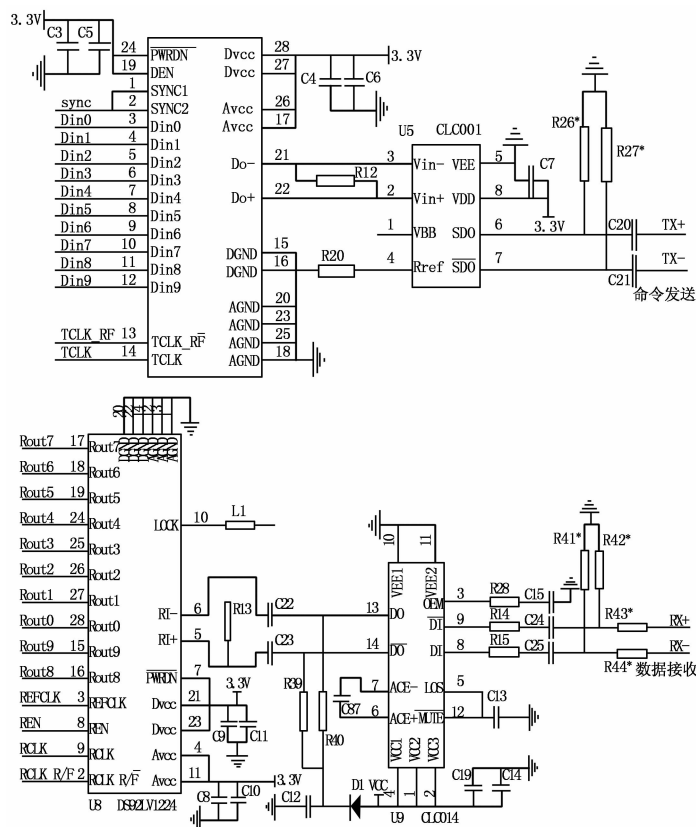 3.3V
C3
C5
24
PWRDN
19
DEN
1
SYNC1
sync
2
SYNC2
Din0
3
Din0
Din1
4
Din1
Din2
5
Din2
Din3
6
Din3
Din4
7
Din4
Din5
8
Din5
Din6
9
Din6
Din7
10
Din7
Din8
11
Din8
Din9
12
Din9
TCLK_RF
13
TCLK_RF
TCLK
14
TCLK
Dvcc
28
3.3V
Dvcc
27
C4
C6
Avcc
26
Avcc
17
Do-
21
R12
Do+
22
DGND
15
DGND
16
R20
AGND
20
AGND
23
AGND
25
AGND
18
U5
CLC001
3
Vin-
VEE
5
C7
2
Vin+
VDD
8
3.3V
1
VBB
SDO
6
4
Rref
SDO
7
R26*
R27*
C20
TX+
C21
TX-
命令发送
20
22
14
12
13
DGND
DGND
DGND
AGND
AGND
AGND
Rout7
17
Rout7
Rout6
18
Rout6
Rout5
19
Rout5
Rout4
24
Rout4
Rout3
25
Rout3
Rout2
26
Rout2
Rout1
27
Rout1
Rout0
28
Rout0
Rout9
15
Rout9
Rout8
16
Rout8
REFCLK
3
REFCLK
REN
8
REN
RCLK
9
RCLK
RCLK R/F
2
RCLK R/F
U8
DS92LV1224
LOCK
10
L1
RI-
6
R13
C22
RI+
5
C23
PWRDN
7
Dvcc
21
3.3V
Dvcc
23
C9
C11
Avcc
4
Avcc
11
3.3V
C8
C10
R39
R40
C12
D1
VCC
10
11
VEE1
VEE2
13
DO
14
DO
OEM
3
R28
C15
DI
9
R14
C24
DI
8
R15
C25
7
ACE-
C87
6
ACE+
LOS
5
C13
MUTE
12
VCC1
VCC2
VCC3
4
1
2
U9
CLC014
C19
C14
R41*
R42*
R43*
RX+
R44*
RX-
数据接收